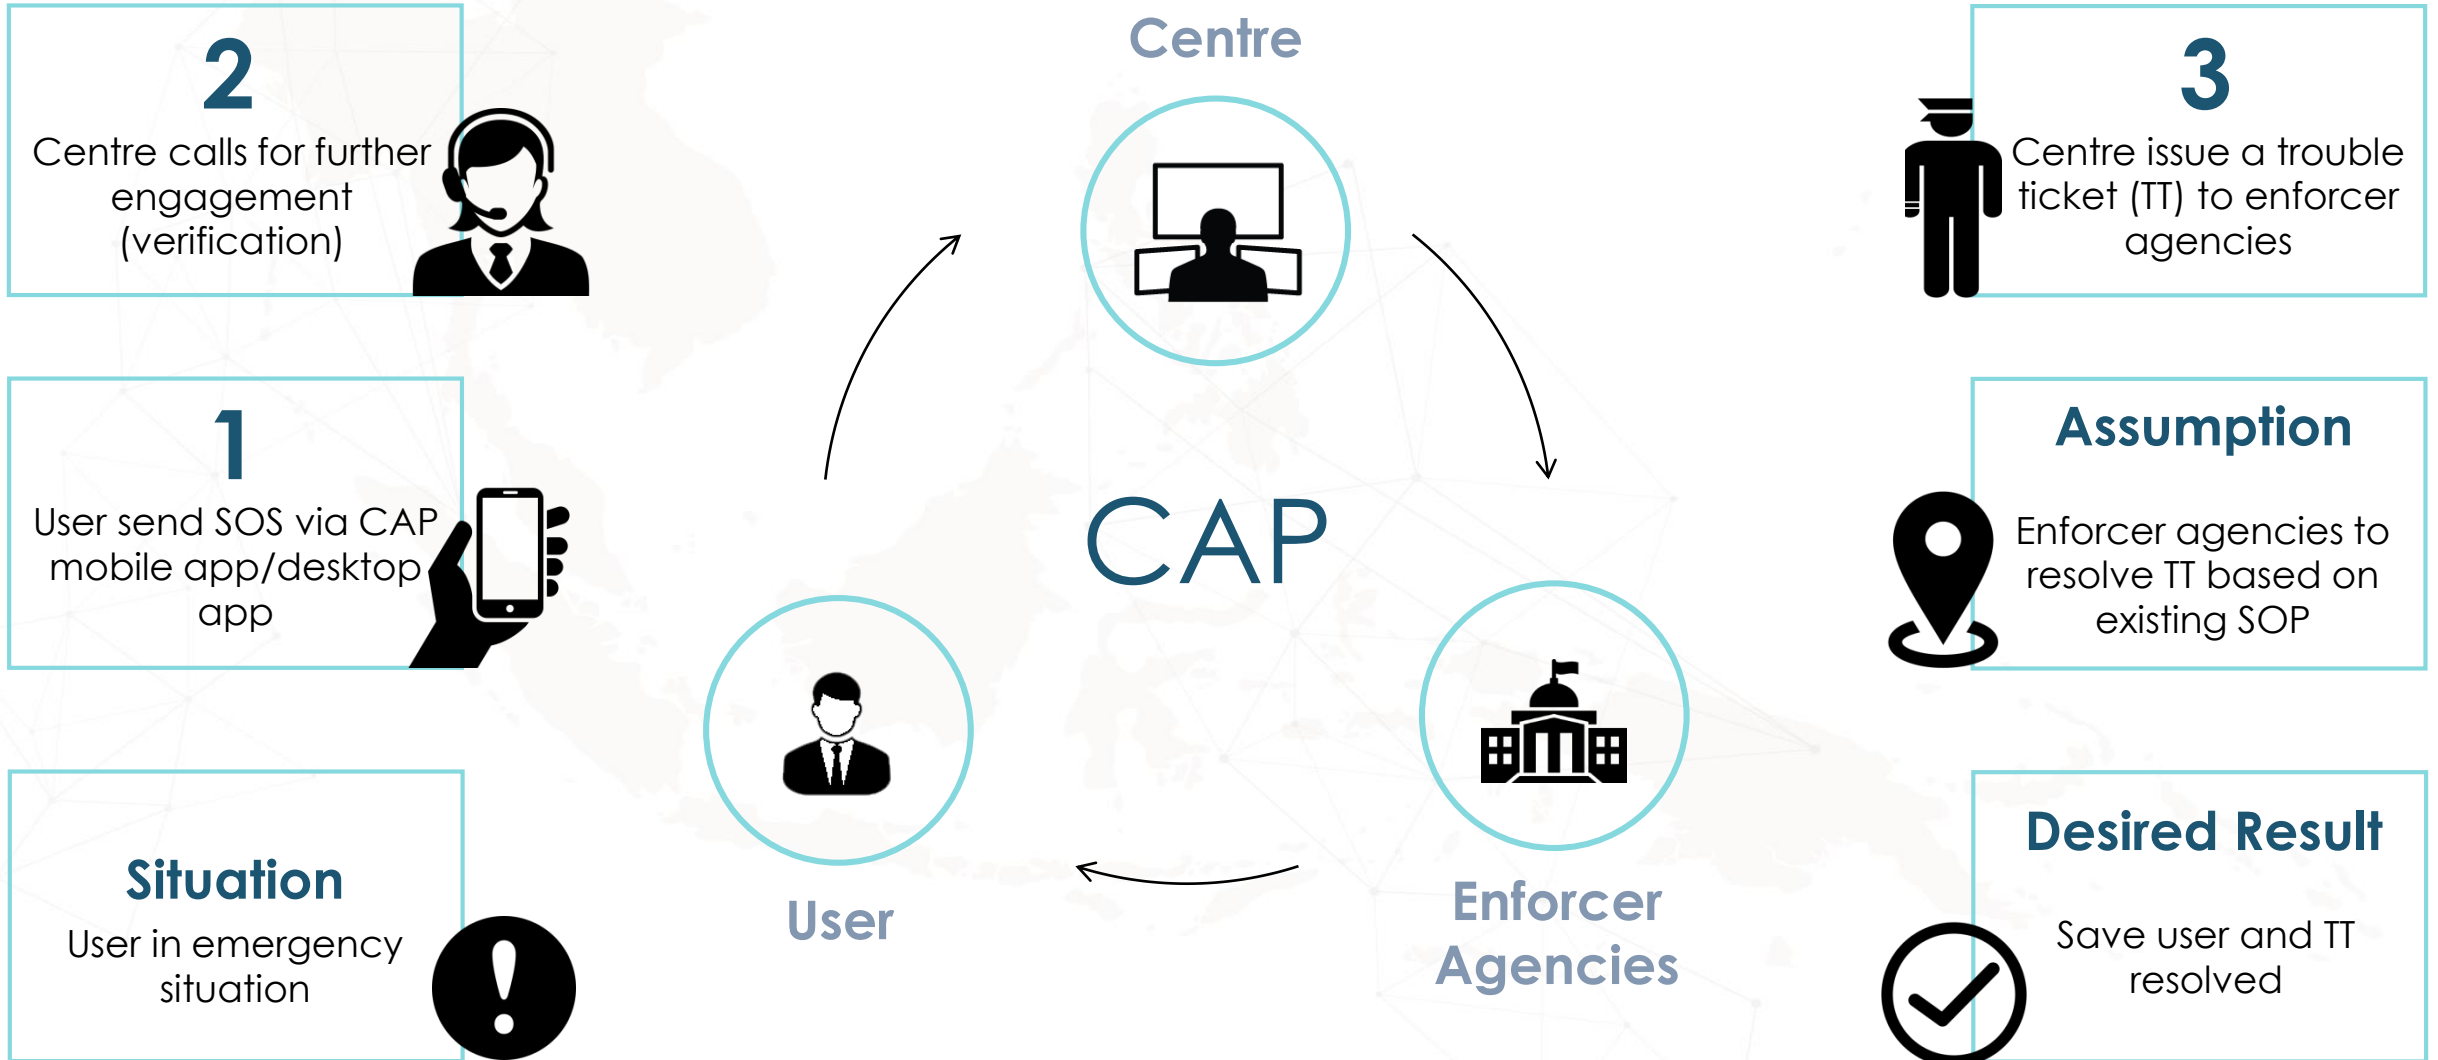 2
Centre calls for further
engagement
(verification)
1
User send SOS via CAP
mobile app/desktop
app
Situation
User in emergency
situation
Centre
CAP
User
Enforcer
Agencies
3
Centre issue a trouble
ticket (TT) to enforcer
agencies
Assumption
Enforcer agencies to
resolve TT based on
existing SOP
Desired Result
Save user and TT
resolved